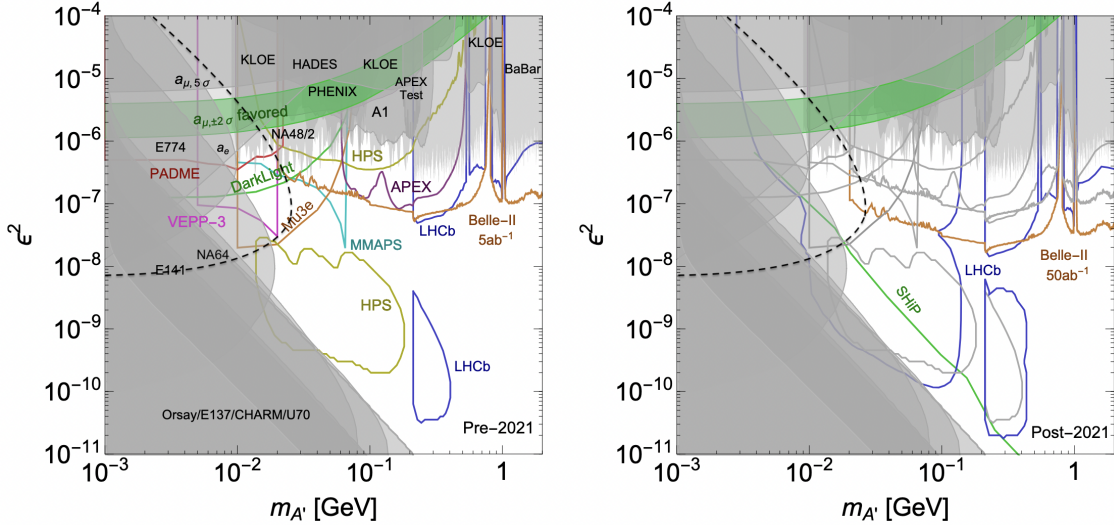 10⁻⁴
10⁻⁵
10⁻⁶
10⁻⁷
10⁻⁸
10⁻⁹
10⁻¹⁰
10⁻¹¹
ϵ²
KLOE
KLOE
HADES
KLOE
BaBar
a_{μ,5σ}
APEX
Test
PHENIX
a_{μ,±2σ} favored
A1
NA48/2
E774
a_e
HPS
PADME
DarkLight
APEX
VEPP−3
Mu3e
LHCb
Belle−II
5ab⁻¹
MMAPS
NA64
E141
HPS
LHCb
Orsay/E137/CHARM/U70
Pre−2021
10⁻³
10⁻²
10⁻¹
1
m_{A'} [GeV]
10⁻⁴
10⁻⁵
10⁻⁶
10⁻⁷
10⁻⁸
10⁻⁹
10⁻¹⁰
10⁻¹¹
ϵ²
LHCb
Belle−II
50ab⁻¹
SHiP
Post−2021
10⁻³
10⁻²
10⁻¹
1
m_{A'} [GeV]